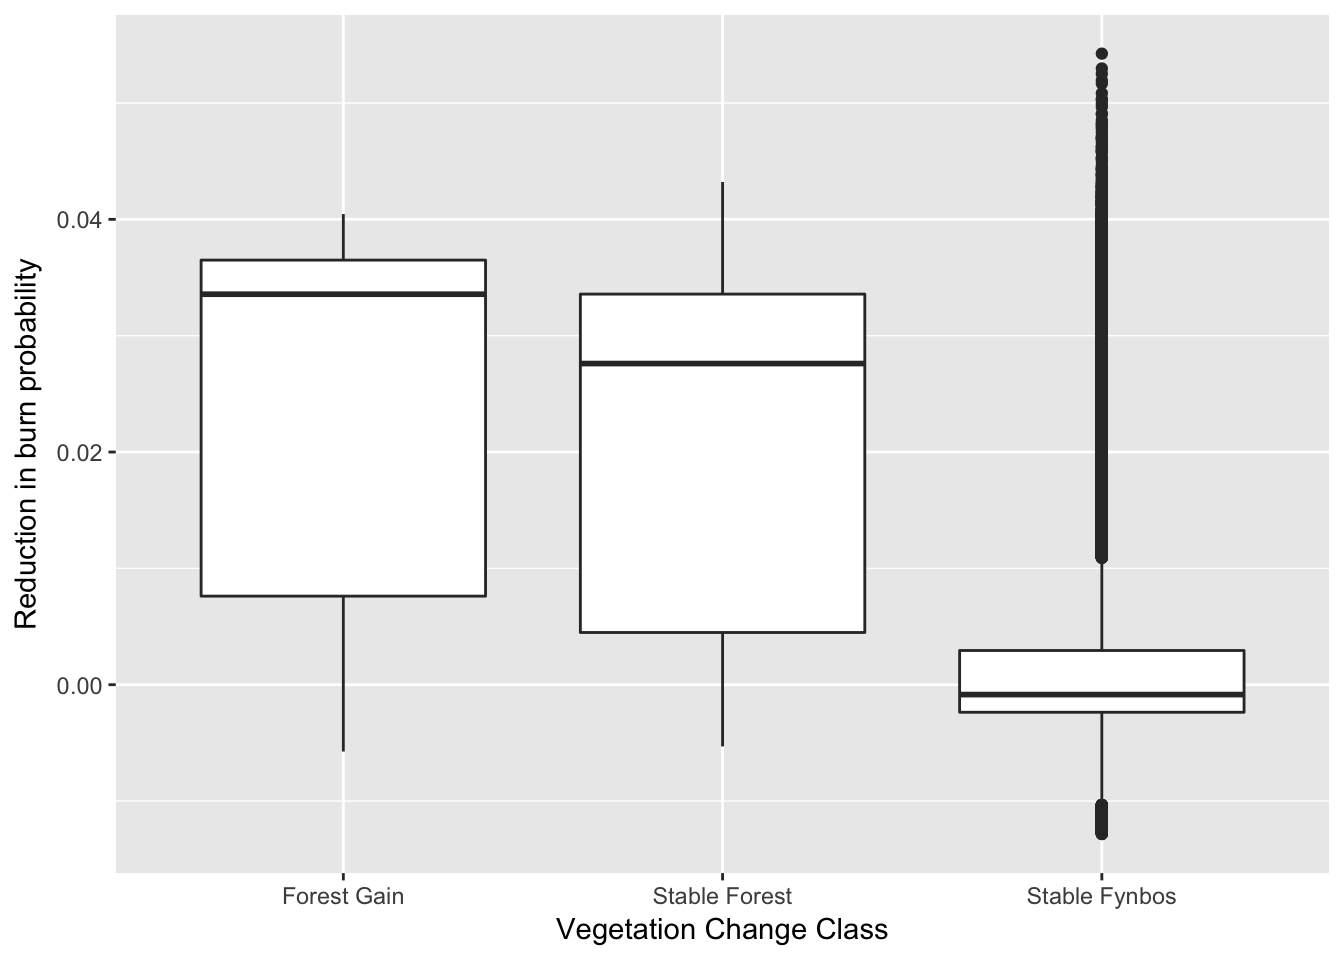 Reduction in burn probability
0.04
0.02
0.00
Forest Gain
Stable Forest
Stable Fynbos
Vegetation Change Class